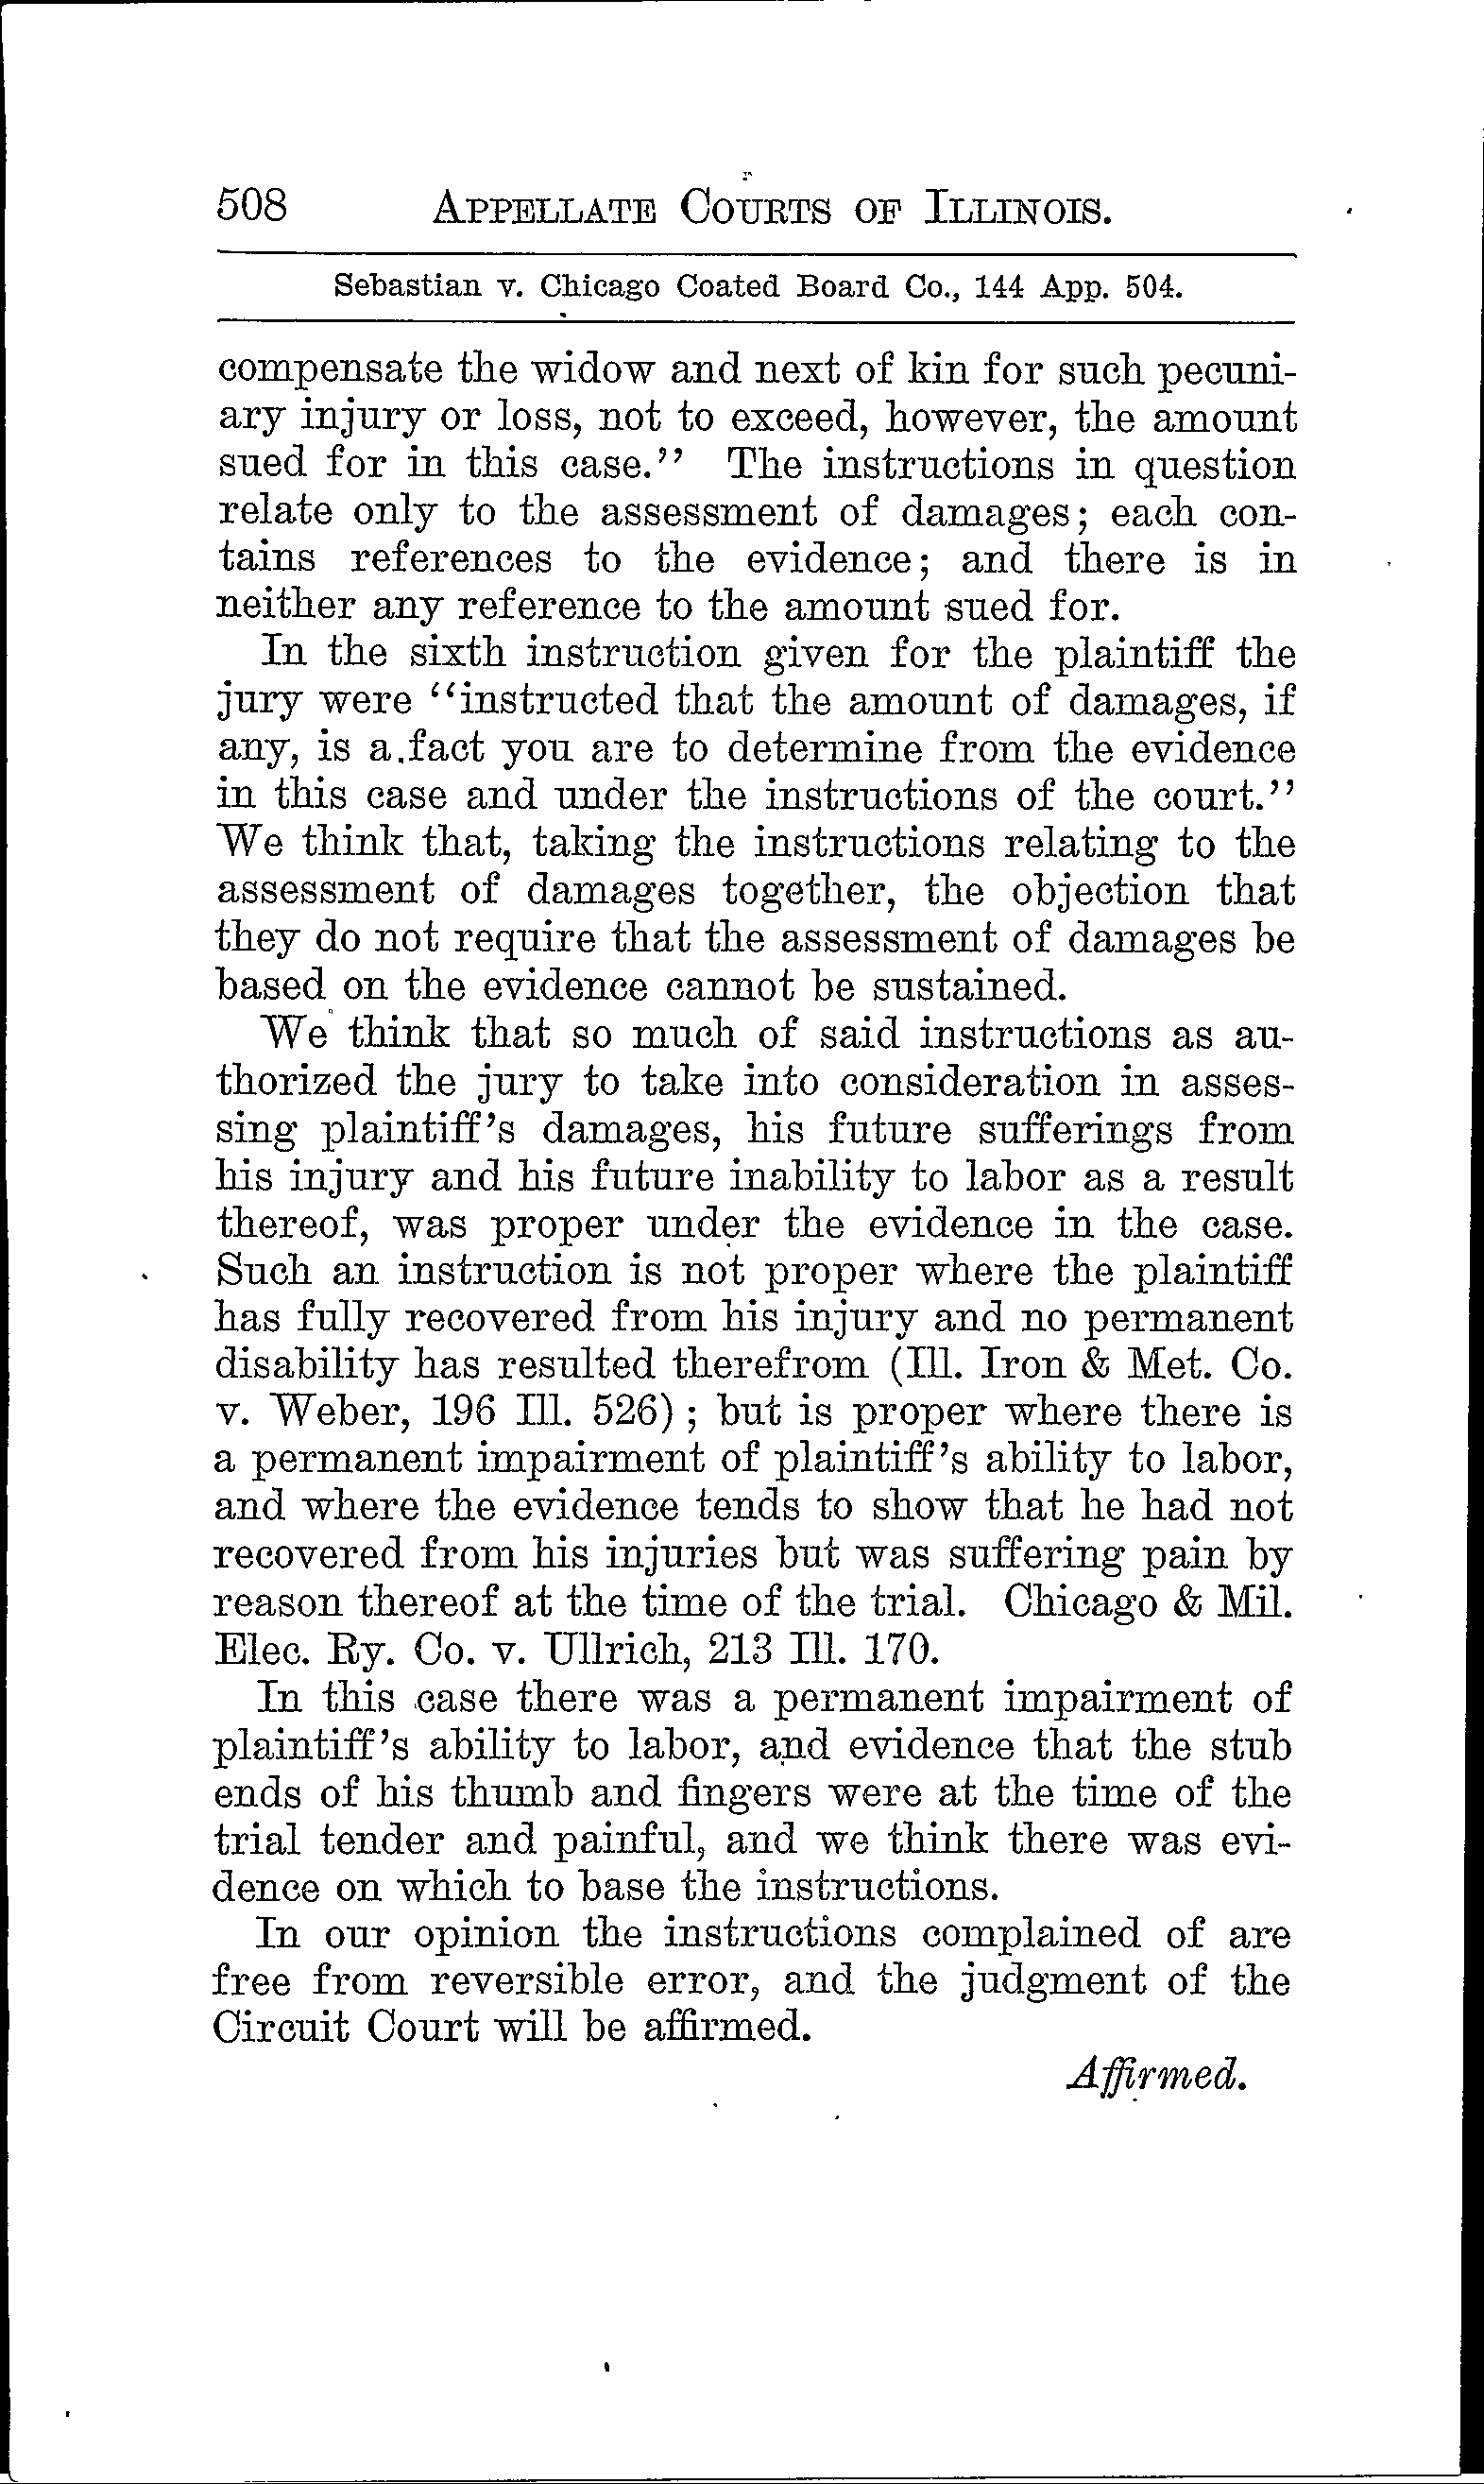 508 APPELLATE COURTS OF ILLINOIS.
Sebastian v. Chicago Coated Board Co., 144 App. 504.
compensate the widow and next of kin for such pecuni-
ary injury or loss, not to exceed, however, the amount
sued for in this case.’’ The instructions in question
relate only to the assessment of damages; each con-
tains references to the evidence; and there is in
neither any reference to the amount sued for.
In the sixth instruction given for the plaintiff the
jury were ‘‘instructed that the amount of damages, if
any, is a fact you are to determine from the evidence
in this case and under the instructions of the court.’’
We think that, taking the instructions relating to the
assessment of damages together, the objection that
they do not require that the assessment of damages be
based on the evidence cannot be sustained.
We think that so much of said instructions as au-
thorized the jury to take into consideration in asses-
sing plaintiff’s damages, his future sufferings from
his injury and his future inability to labor as a result
thereof, was proper under the evidence in the case.
Such an instruction is not proper where the plaintiff
has fully recovered from his injury and no permanent
disability has resulted therefrom (Ill. Iron & Met. Co.
v. Weber, 196 Ill. 526); but is proper where there is
a permanent impairment of plaintiff’s ability to labor,
and where the evidence tends to show that he had not
recovered from his injuries but was suffering pain by
reason thereof at the time of the trial. Chicago & Mil.
Elec. Ry. Co. v. Ullrich, 213 Ill. 170.
In this case there was a permanent impairment of
plaintiff’s ability to labor, and evidence that the stub
ends of his thumb and fingers were at the time of the
trial tender and painful, and we think there was evi-
dence on which to base the instructions.
In our opinion the instructions complained of are
free from reversible error, and the judgment of the
Circuit Court will be affirmed.
Affirmed.